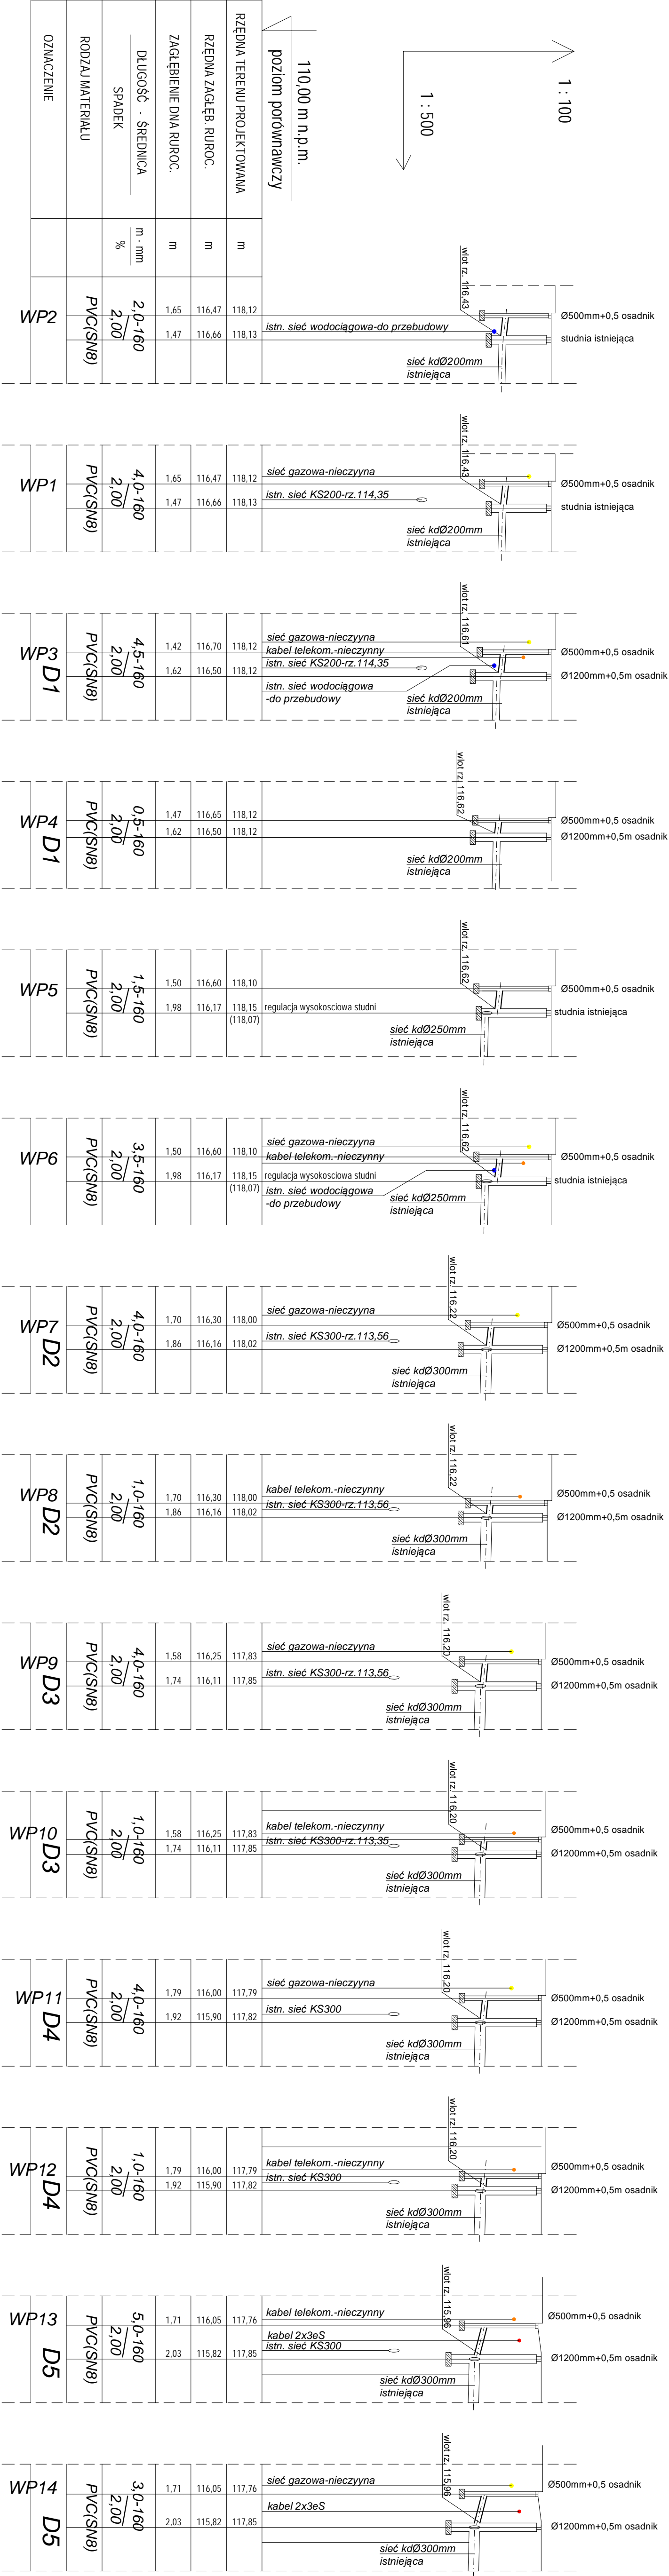 1 : 100
1 : 500
110,00 m n.p.m.
poziom porównawczy
RZĘDNA TERENU PROJEKTOWANA
m
RZĘDNA ZAGŁĘB. RUROC.
m
ZAGŁĘBIENIE DNA RUROC.
m
DŁUGOŚĆ - ŚREDNICA
m - mm
SPADEK
%
RODZAJ MATERIAŁU
OZNACZENIE
wlot rz. 116,43
Ø500mm+0,5 osadnik
studnia istniejąca
istn. sieć wodociągowa-do przebudowy
sieć kdØ200mm
istniejąca
118,12
118,13
116,47
116,66
1,65
1,47
2,0-160
2,00
PVC(SN8)
WP2
wlot rz. 116,43
Ø500mm+0,5 osadnik
studnia istniejąca
sieć gazowa-nieczyyna
istn. sieć KS200-rz.114,35
sieć kdØ200mm
istniejąca
118,12
118,13
116,47
116,66
1,65
1,47
4,0-160
2,00
PVC(SN8)
WP1
wlot rz. 116,61
Ø500mm+0,5 osadnik
Ø1200mm+0,5m osadnik
sieć gazowa-nieczyyna
kabel telekom.-nieczynny
istn. sieć KS200-rz.114,35
istn. sieć wodociągowa
-do przebudowy
sieć kdØ200mm
istniejąca
118,12
118,12
116,70
116,50
1,42
1,62
4,5-160
2,00
PVC(SN8)
WP3
D1
wlot rz. 116,62
Ø500mm+0,5 osadnik
Ø1200mm+0,5m osadnik
sieć kdØ200mm
istniejąca
118,12
118,12
116,65
116,50
1,47
1,62
0,5-160
2,00
PVC(SN8)
WP4
D1
wlot rz. 116,62
Ø500mm+0,5 osadnik
studnia istniejąca
regulacja wysokosciowa studni
sieć kdØ250mm
istniejąca
118,10
118,15
(118,07)
116,60
116,17
1,50
1,98
1,5-160
2,00
PVC(SN8)
WP5
wlot rz. 116,62
Ø500mm+0,5 osadnik
studnia istniejąca
sieć gazowa-nieczyyna
kabel telekom.-nieczynny
regulacja wysokosciowa studni
istn. sieć wodociągowa
-do przebudowy
sieć kdØ250mm
istniejąca
118,10
118,15
(118,07)
116,60
116,17
1,50
1,98
3,5-160
2,00
PVC(SN8)
WP6
wlot rz. 116,22
Ø500mm+0,5 osadnik
Ø1200mm+0,5m osadnik
sieć gazowa-nieczyyna
istn. sieć KS300-rz.113,56
sieć kdØ300mm
istniejąca
118,00
118,02
116,30
116,16
1,70
1,86
4,0-160
2,00
PVC(SN8)
WP7
D2
wlot rz. 116,22
Ø500mm+0,5 osadnik
Ø1200mm+0,5m osadnik
kabel telekom.-nieczynny
istn. sieć KS300-rz.113,56
sieć kdØ300mm
istniejąca
118,00
118,02
116,30
116,16
1,70
1,86
1,0-160
2,00
PVC(SN8)
WP8
D2
wlot rz. 116,20
Ø500mm+0,5 osadnik
Ø1200mm+0,5m osadnik
sieć gazowa-nieczyyna
istn. sieć KS300-rz.113,56
sieć kdØ300mm
istniejąca
117,83
117,85
116,25
116,11
1,58
1,74
4,0-160
2,00
PVC(SN8)
WP9
D3
wlot rz. 116,20
Ø500mm+0,5 osadnik
Ø1200mm+0,5m osadnik
kabel telekom.-nieczynny
istn. sieć KS300-rz.113,35
sieć kdØ300mm
istniejąca
117,83
117,85
116,25
116,11
1,58
1,74
1,0-160
2,00
PVC(SN8)
WP10
D3
wlot rz. 116,20
Ø500mm+0,5 osadnik
Ø1200mm+0,5m osadnik
sieć gazowa-nieczyyna
istn. sieć KS300
sieć kdØ300mm
istniejąca
117,79
117,82
116,00
115,90
1,79
1,92
4,0-160
2,00
PVC(SN8)
WP11
D4
wlot rz. 116,20
Ø500mm+0,5 osadnik
Ø1200mm+0,5m osadnik
kabel telekom.-nieczynny
istn. sieć KS300
sieć kdØ300mm
istniejąca
117,79
117,82
116,00
115,90
1,79
1,92
1,0-160
2,00
PVC(SN8)
WP12
D4
wlot rz. 115,96
Ø500mm+0,5 osadnik
Ø1200mm+0,5m osadnik
kabel telekom.-nieczynny
kabel 2x3eS
istn. sieć KS300
sieć kdØ300mm
istniejąca
117,76
117,85
116,05
115,82
1,71
2,03
5,0-160
2,00
PVC(SN8)
WP13
D5
wlot rz. 115,96
Ø500mm+0,5 osadnik
Ø1200mm+0,5m osadnik
sieć gazowa-nieczyyna
kabel 2x3eS
sieć kdØ300mm
istniejąca
117,76
117,85
116,05
115,82
1,71
2,03
3,0-160
2,00
PVC(SN8)
WP14
D5